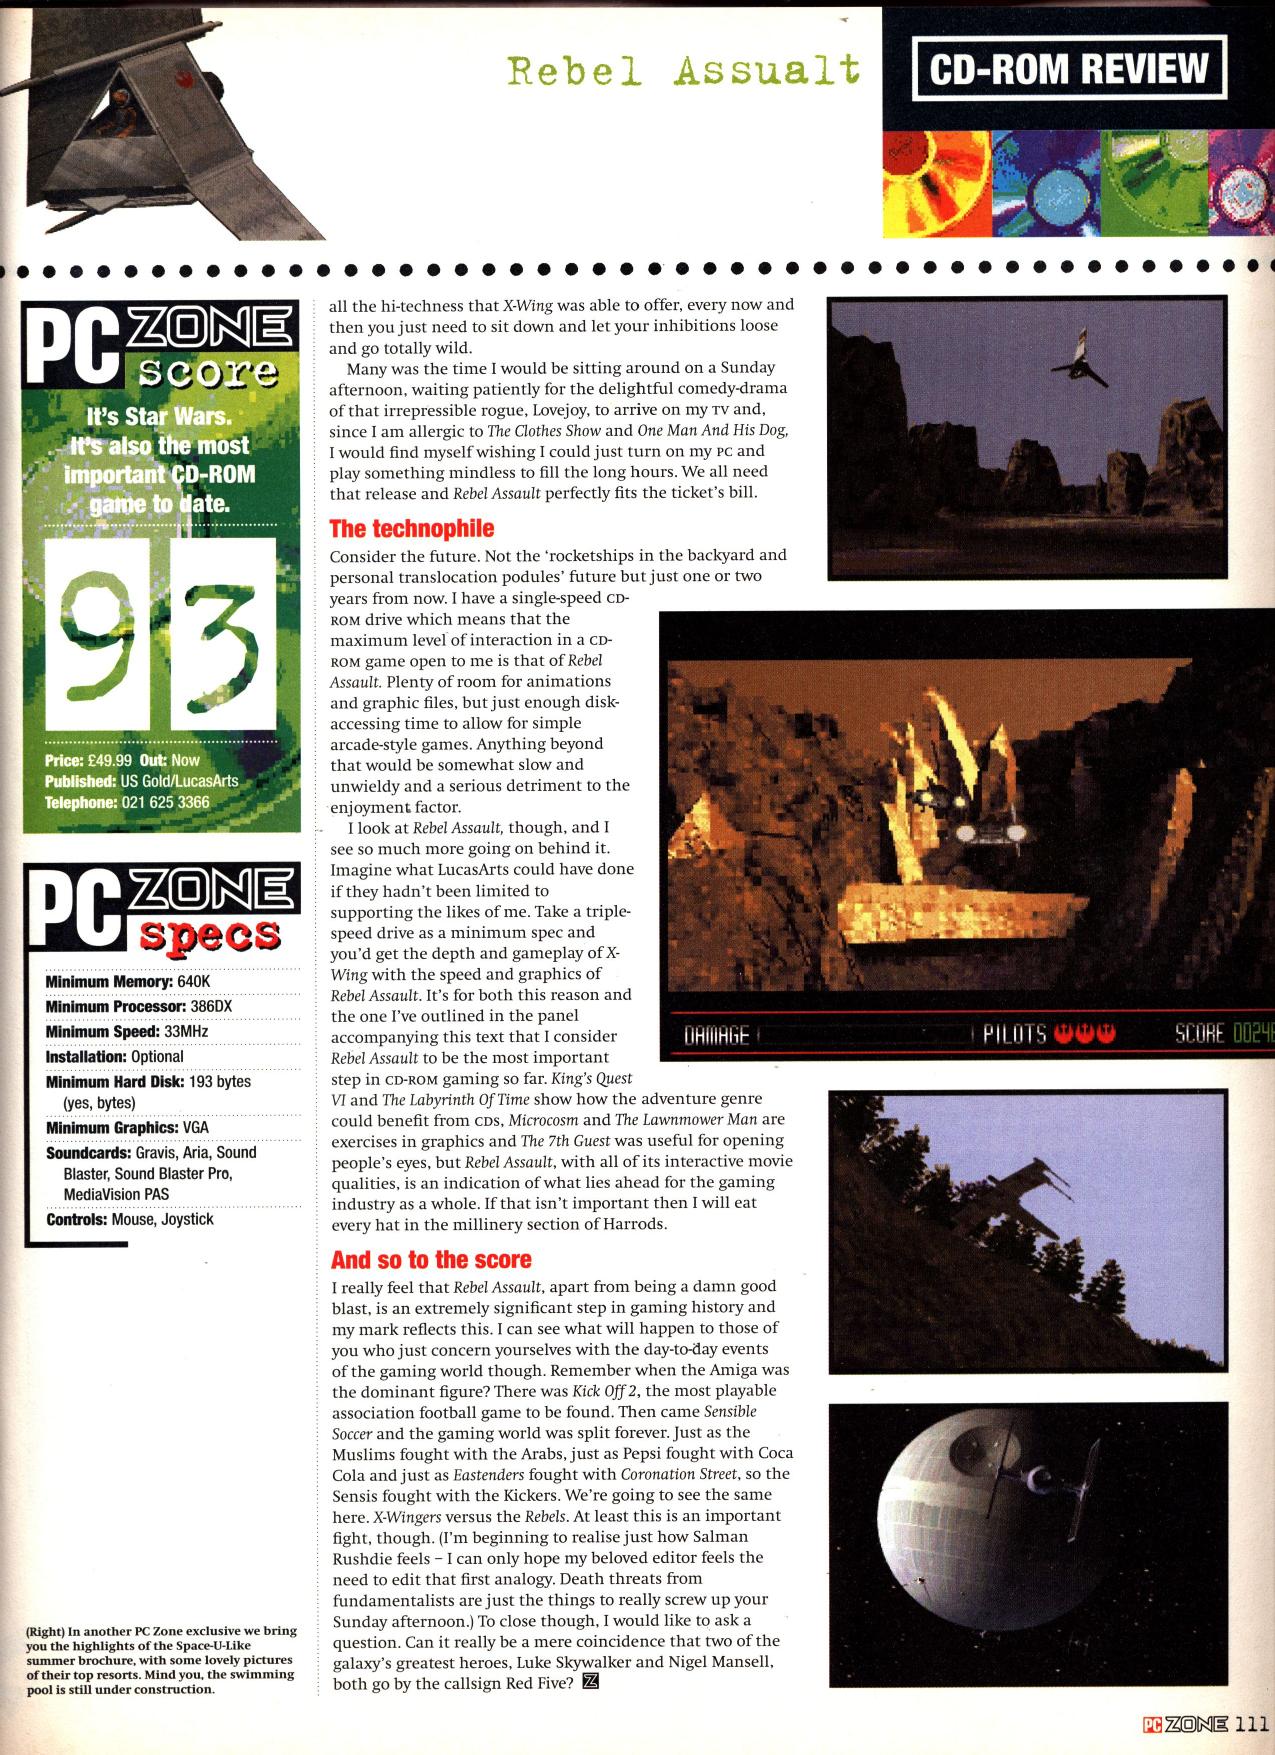 Rebel Assualt
CD-ROM REVIEW
PC ZONE
score
It's Star Wars.
It's also the most
important CD-ROM
game to date.
93
Price: £49.99 Out: Now
Published: US Gold/LucasArts
Telephone: 021 625 3366
PC ZONE
specs
Minimum Memory: 640K
Minimum Processor: 386DX
Minimum Speed: 33MHz
Installation: Optional
Minimum Hard Disk: 193 bytes
(yes, bytes)
Minimum Graphics: VGA
Soundcards: Gravis, Aria, Sound
Blaster, Sound Blaster Pro,
MediaVision PAS
Controls: Mouse, Joystick
(Right) In another PC Zone exclusive we bring
you the highlights of the Space-U-Like
summer brochure, with some lovely pictures
of their top resorts. Mind you, the swimming
pool is still under construction.
all the hi-techness that X-Wing was able to offer, every now and
then you just need to sit down and let your inhibitions loose
and go totally wild.
Many was the time I would be sitting around on a Sunday
afternoon, waiting patiently for the delightful comedy-drama
of that irrepressible rogue, Lovejoy, to arrive on my TV and,
since I am allergic to The Clothes Show and One Man And His Dog,
I would find myself wishing I could just turn on my PC and
play something mindless to fill the long hours. We all need
that release and Rebel Assault perfectly fits the ticket's bill.
The technophile
Consider the future. Not the 'rocketships in the backyard and
personal translocation podules' future but just one or two
years from now. I have a single-speed CD-
ROM drive which means that the
maximum level of interaction in a CD-
ROM game open to me is that of Rebel
Assault. Plenty of room for animations
and graphic files, but just enough disk-
accessing time to allow for simple
arcade-style games. Anything beyond
that would be somewhat slow and
unwieldy and a serious detriment to the
enjoyment factor.
I look at Rebel Assault, though, and I
see so much more going on behind it.
Imagine what LucasArts could have done
if they hadn't been limited to
supporting the likes of me. Take a triple-
speed drive as a minimum spec and
you'd get the depth and gameplay of X-
Wing with the speed and graphics of
Rebel Assault. It's for both this reason and
the one I've outlined in the panel
accompanying this text that I consider
Rebel Assault to be the most important
step in CD-ROM gaming so far. King's Quest
VI and The Labyrinth Of Time show how the adventure genre
could benefit from CDs, Microcosm and The Lawnmower Man are
exercises in graphics and The 7th Guest was useful for opening
people's eyes, but Rebel Assault, with all of its interactive movie
qualities, is an indication of what lies ahead for the gaming
industry as a whole. If that isn't important then I will eat
every hat in the millinery section of Harrods.
And so to the score
I really feel that Rebel Assault, apart from being a damn good
blast, is an extremely significant step in gaming history and
my mark reflects this. I can see what will happen to those of
you who just concern yourselves with the day-to-day events
of the gaming world though. Remember when the Amiga was
the dominant figure? There was Kick Off 2, the most playable
association football game to be found. Then came Sensible
Soccer and the gaming world was split forever. Just as the
Muslims fought with the Arabs, just as Pepsi fought with Coca
Cola and just as Eastenders fought with Coronation Street, so the
Sensis fought with the Kickers. We're going to see the same
here. X-Wingers versus the Rebels. At least this is an important
fight, though. (I'm beginning to realise just how Salman
Rushdie feels – I can only hope my beloved editor feels the
need to edit that first analogy. Death threats from
fundamentalists are just the things to really screw up your
Sunday afternoon.) To close though, I would like to ask a
question. Can it really be a mere coincidence that two of the
galaxy's greatest heroes, Luke Skywalker and Nigel Mansell,
both go by the callsign Red Five? Z
DAMAGE PILOTS SCORE 00248
PC ZONE 111